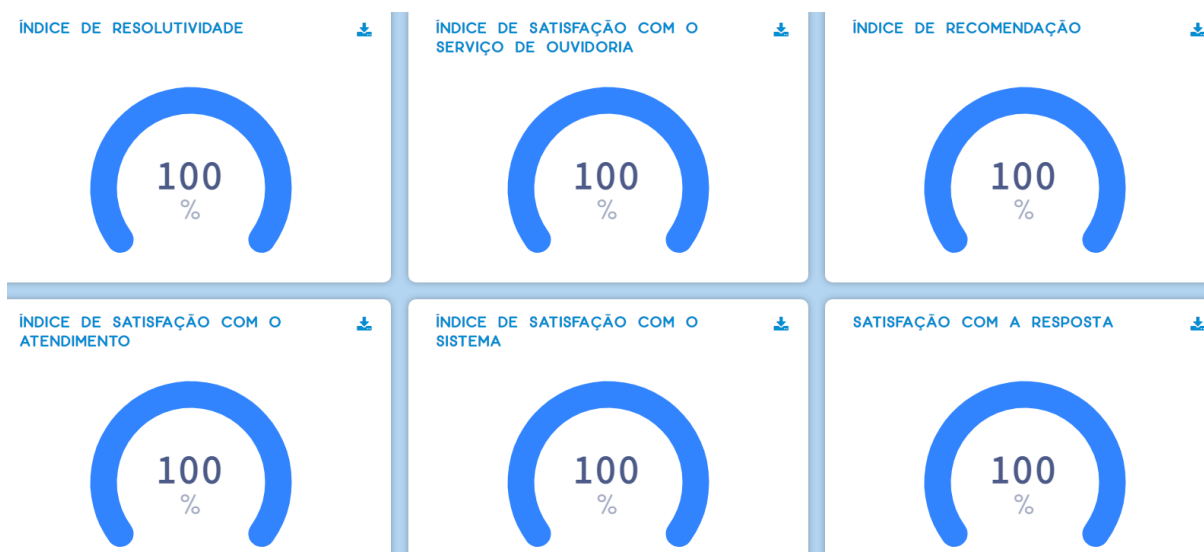 ÍNDICE DE RESOLUTIVIDADE
100
%
ÍNDICE DE SATISFAÇÃO COM O
SERVIÇO DE OUVIDORIA
100
%
ÍNDICE DE RECOMENDAÇÃO
100
%
ÍNDICE DE SATISFAÇÃO COM O
ATENDIMENTO
100
%
ÍNDICE DE SATISFAÇÃO COM O
SISTEMA
100
%
SATISFAÇÃO COM A RESPOSTA
100
%